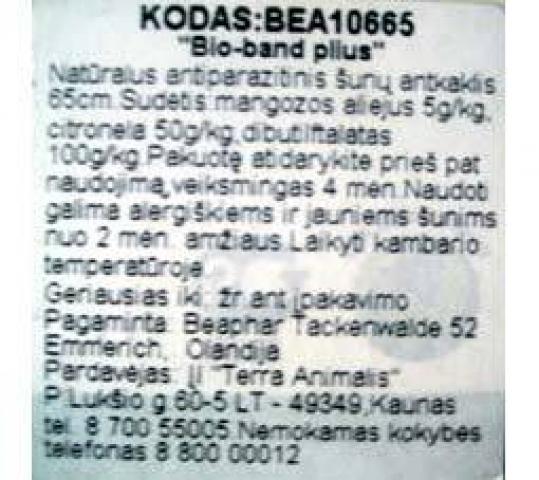 KODAS:BEA10665
"Bio-band plius"
Natūralus antiparazitinis šunų antkaklis
65cm.Sudėtis mangozos aliejus 5g/kg,
citronela 50g/kg,dibutilftalatas
100g/kg.Pakuotę atidarykite prieš pat
naudojimą,veiksmingas 4 mėn.Naudoti
galima alergiškiems ir jauniems šunims
nuo 2 mėn. amžiaus.Laikyti kambario
temperatūroje
Geriausias iki: žr.ant įpakavimo
Pagaminta: Beaphar Tackenwalde 52
Emmerich, Olandija
Pardavėjas: IĮ "Terra Animalis"
P.Lukšio g.60-5 LT - 49349,Kaunas
tel. 8 700 55005.Nemokamas kokybės
telefonas 8 800 00012